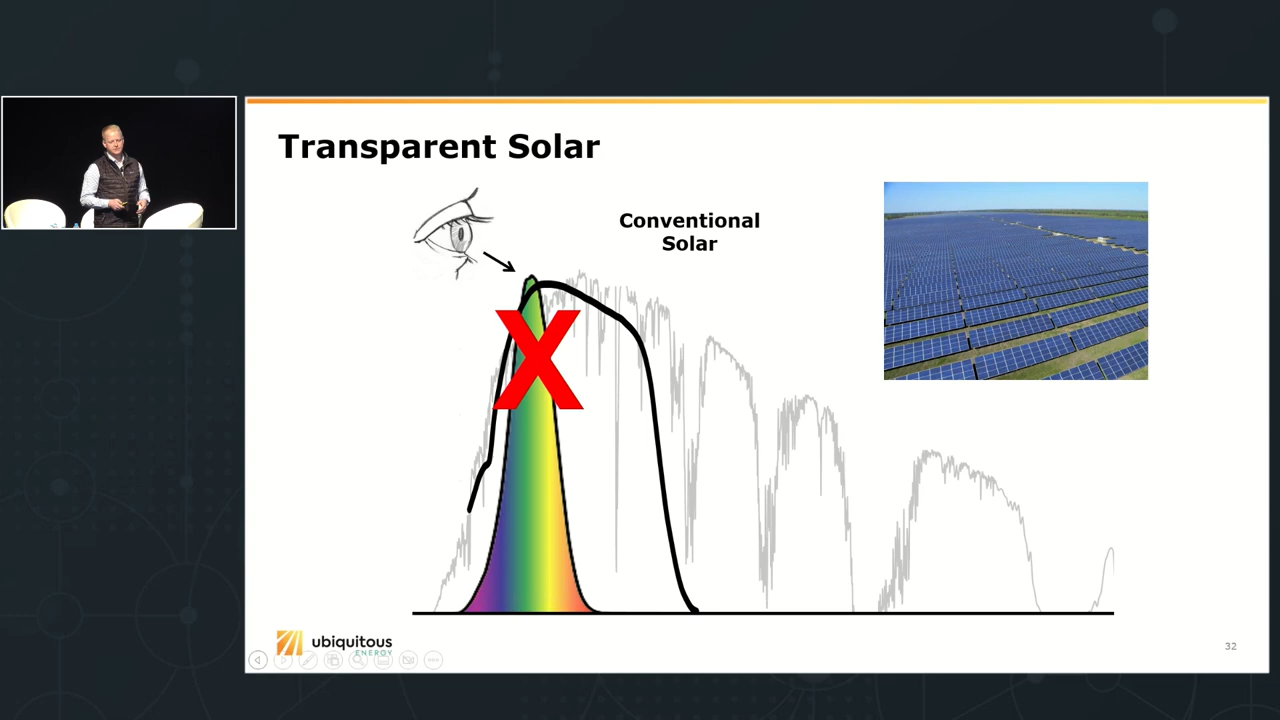 Transparent Solar
Conventional
Solar
X
ubiquitous
ENERGY
32